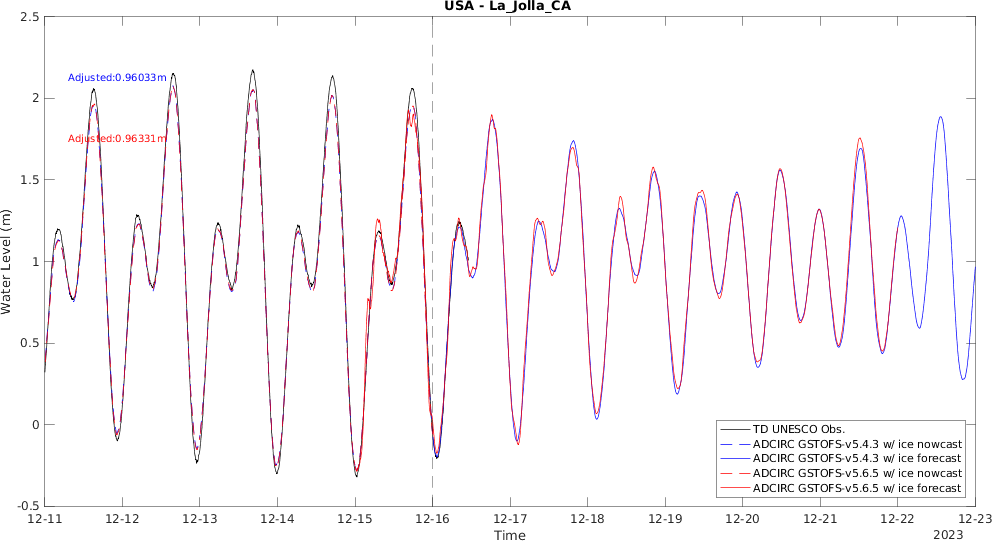 USA - La_Jolla_CA
2.5
2
1.5
1
0.5
0
-0.5
Water Level (m)
Adjusted:0.96033m
Adjusted:0.96331m
TD UNESCO Obs.
ADCIRC GSTOFS-v5.4.3 w/ ice nowcast
ADCIRC GSTOFS-v5.4.3 w/ ice forecast
ADCIRC GSTOFS-v5.6.5 w/ ice nowcast
ADCIRC GSTOFS-v5.6.5 w/ ice forecast
12-11 12-12 12-13 12-14 12-15 12-16 12-17 12-18 12-19 12-20 12-21 12-22 12-23
Time
2023